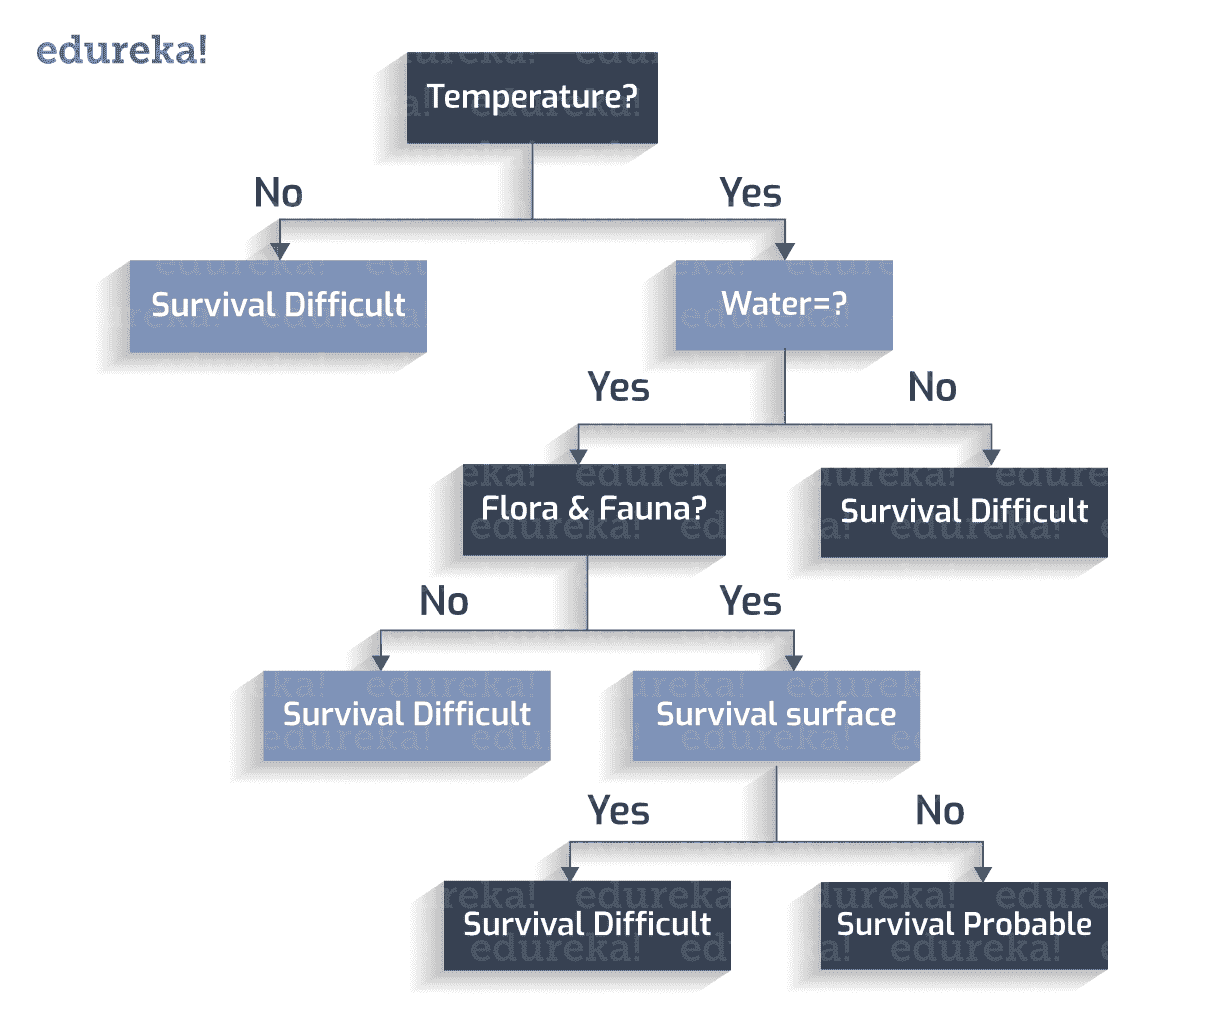 edureka!
Temperature?
No
Yes
Survival Difficult
Water=?
Yes
No
Flora & Fauna?
Survival Difficult
No
Yes
Survival Difficult
Survival surface
Yes
No
Survival Difficult
Survival Probable